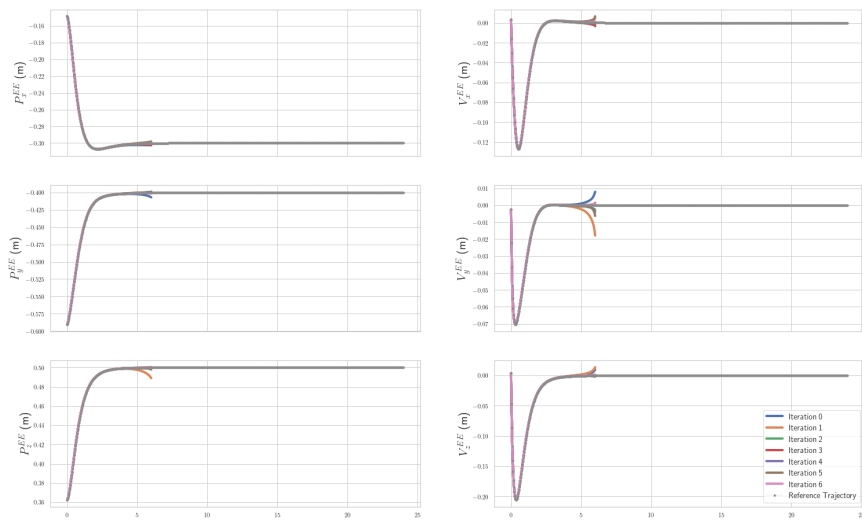 P_x^{EE} (m)
−0.16
−0.18
−0.20
−0.22
−0.24
−0.26
−0.28
−0.30
V_x^{EE} (m)
0.00
−0.02
−0.04
−0.06
−0.08
−0.10
−0.12
P_y^{EE} (m)
−0.400
−0.425
−0.450
−0.475
−0.500
−0.525
−0.550
−0.575
−0.600
V_y^{EE} (m)
0.01
0.00
−0.01
−0.02
−0.03
−0.04
−0.05
−0.06
−0.07
P_z^{EE} (m)
0.50
0.48
0.46
0.44
0.42
0.40
0.38
0.36
0 5 10 15 20 25
V_z^{EE} (m)
0.00
−0.05
−0.10
−0.15
−0.20
0 5 10 15 20 2
Iteration 0
Iteration 1
Iteration 2
Iteration 3
Iteration 4
Iteration 5
Iteration 6
Reference Trajectory